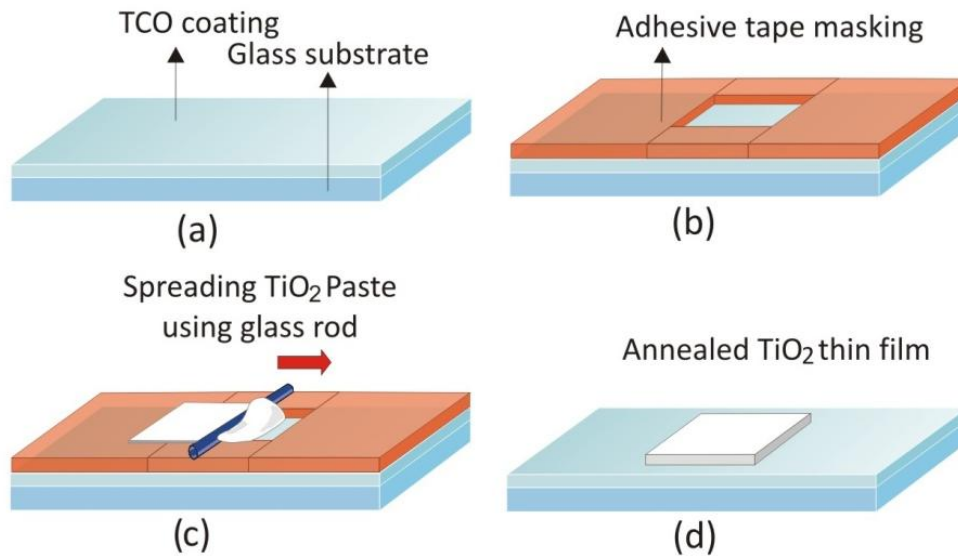 TCO coating
Glass substrate
(a)
Adhesive tape masking
(b)
Spreading TiO₂ Paste
using glass rod
(c)
Annealed TiO₂ thin film
(d)